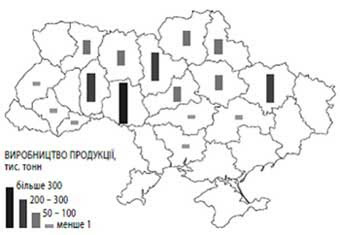 ВИРОБНИЦТВО ПРОДУКЦІЇ,
тис. тонн
більше 300
200 – 300
50 – 100
менше 1